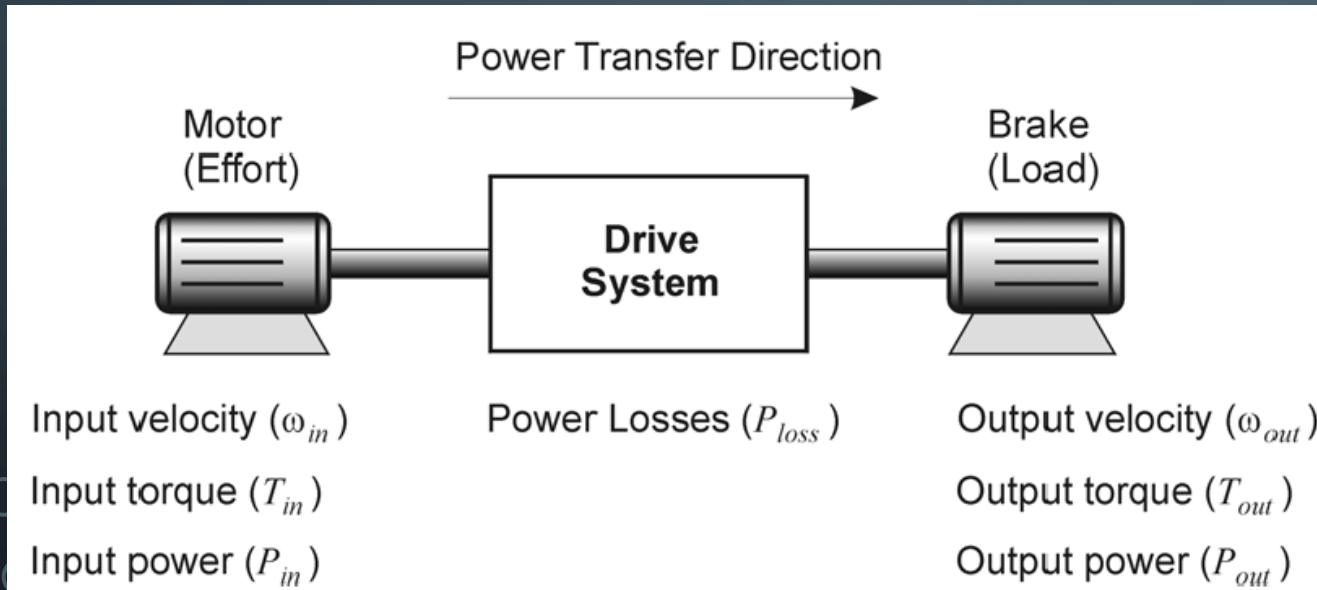 Power Transfer Direction
Motor
(Effort)
Brake
(Load)
Drive
System
Input velocity (ω_in)
Power Losses (P_loss)
Output velocity (ω_out)
Input torque (T_in)
Output torque (T_out)
Input power (P_in)
Output power (P_out)